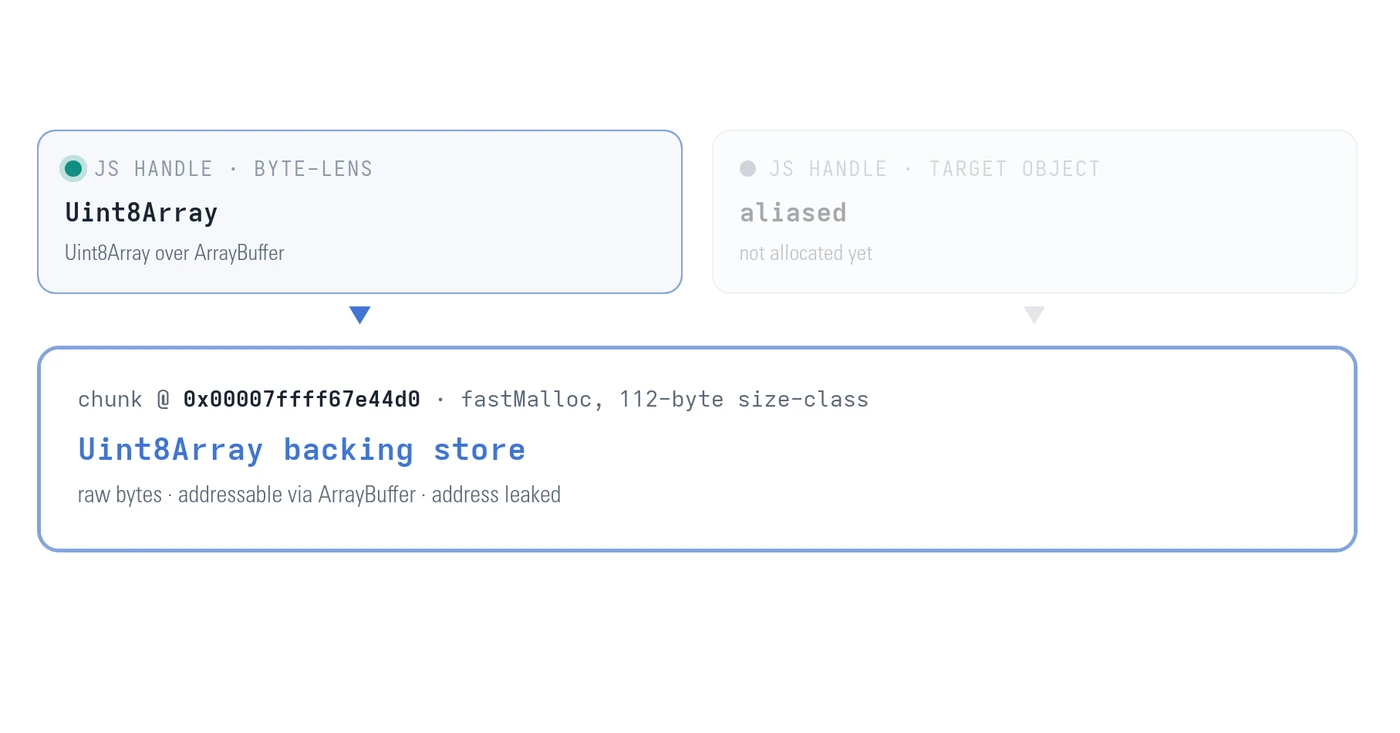 JS HANDLE · BYTE-LENS
Uint8Array
Uint8Array over ArrayBuffer
JS HANDLE · TARGET OBJECT
aliased
not allocated yet
chunk @ 0x00007ffff67e44d0 · fastMalloc, 112-byte size-class
Uint8Array backing store
raw bytes · addressable via ArrayBuffer · address leaked